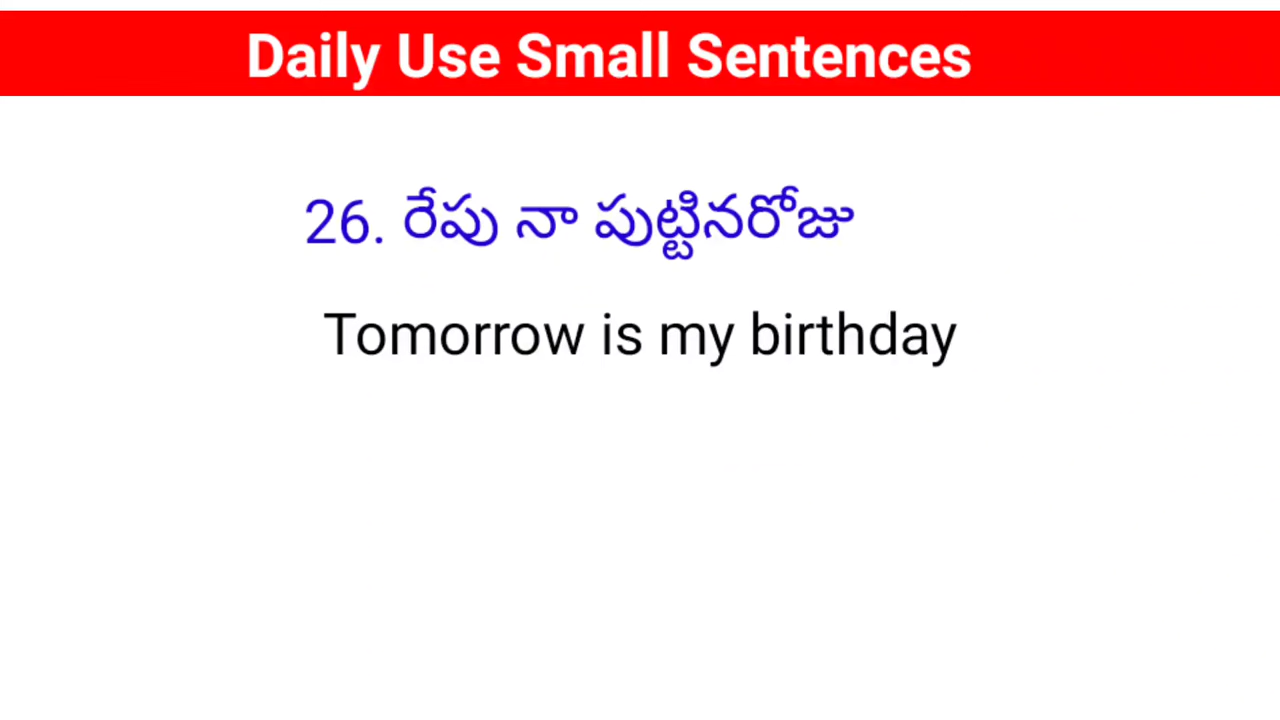 Daily Use Small Sentences
26. రేపు నా పుట్టినరోజు
Tomorrow is my birthday